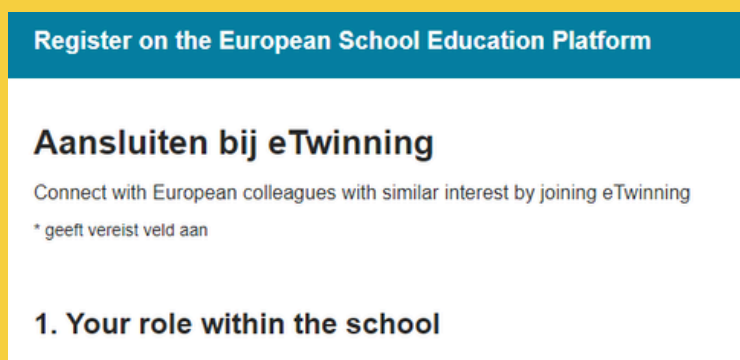 Register on the European School Education Platform
Aansluiten bij eTwinning
Connect with European colleagues with similar interest by joining eTwinning
* geeft vereist veld aan
1. Your role within the school